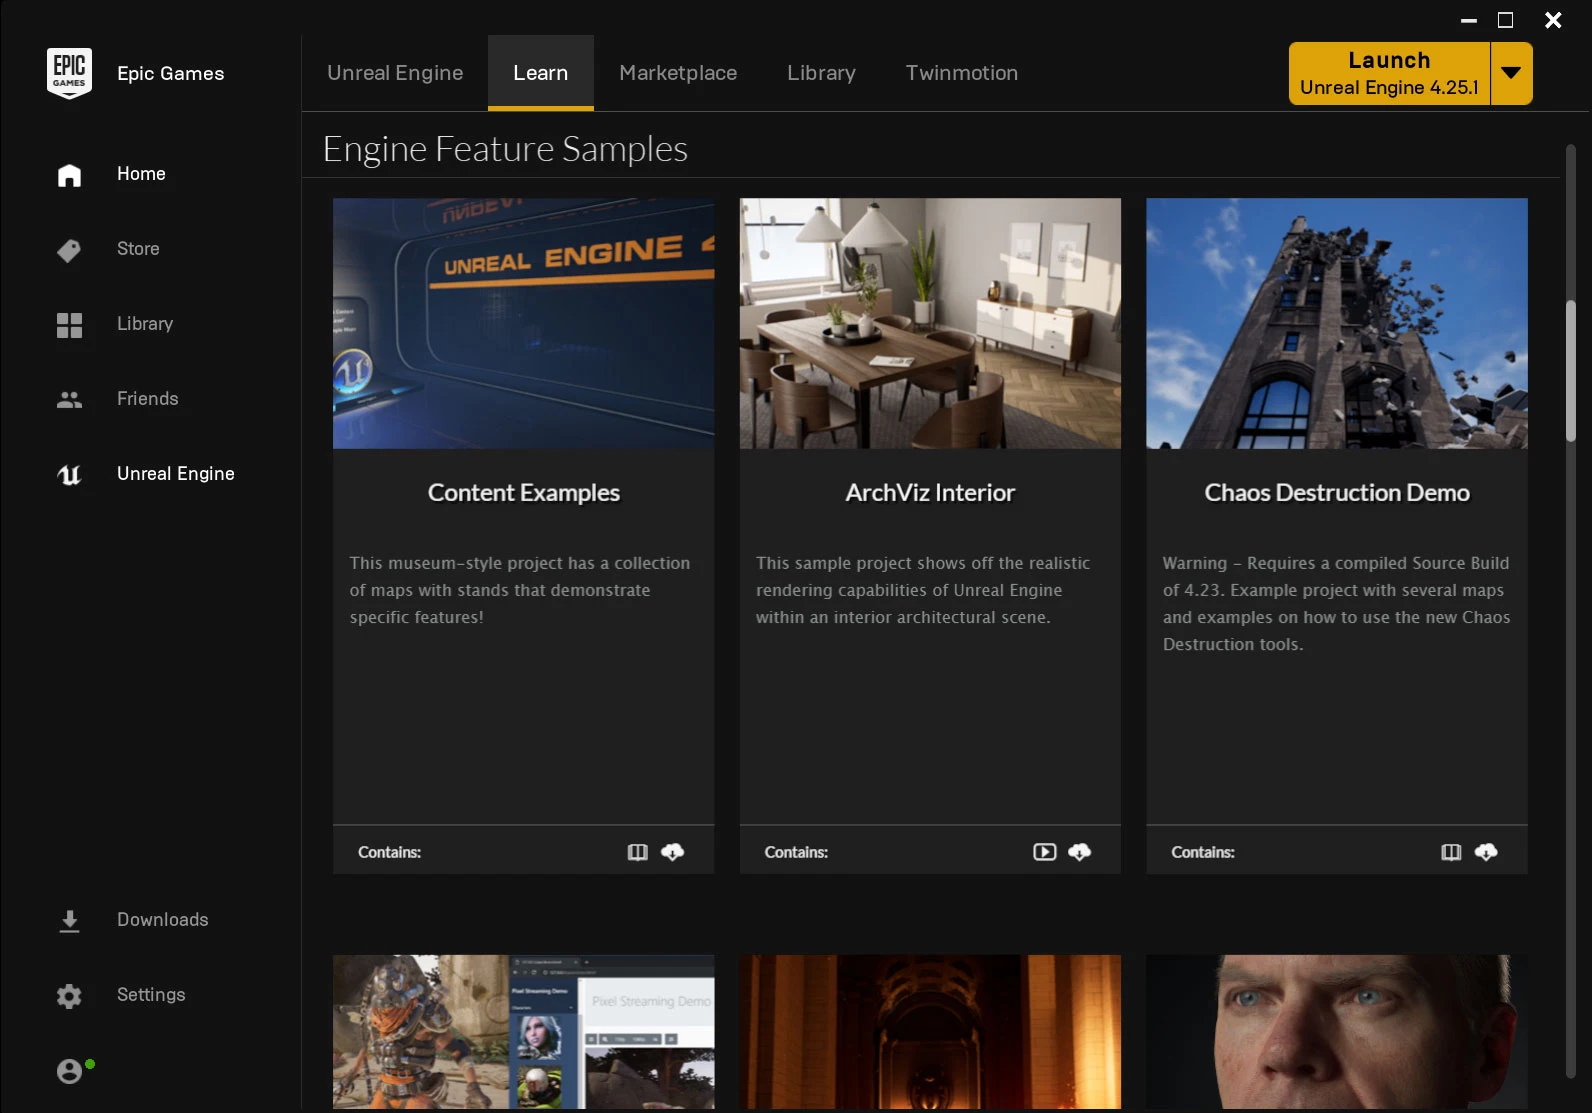 EPIC
GAMES
Epic Games
Unreal Engine
Learn
Marketplace
Library
Twinmotion
Launch
Unreal Engine 4.25.1
Home
Store
Library
Friends
Unreal Engine
Downloads
Settings
Engine Feature Samples
UNREAL ENGINE 4
Content Examples
This museum-style project has a collection
of maps with stands that demonstrate
specific features!
Contains:
ArchViz Interior
This sample project shows off the realistic
rendering capabilities of Unreal Engine
within an interior architectural scene.
Contains:
Chaos Destruction Demo
Warning - Requires a compiled Source Build
of 4.23. Example project with several maps
and examples on how to use the new Chaos
Destruction tools.
Contains:
Pixel Streaming Demo
Pixel Streaming Demo